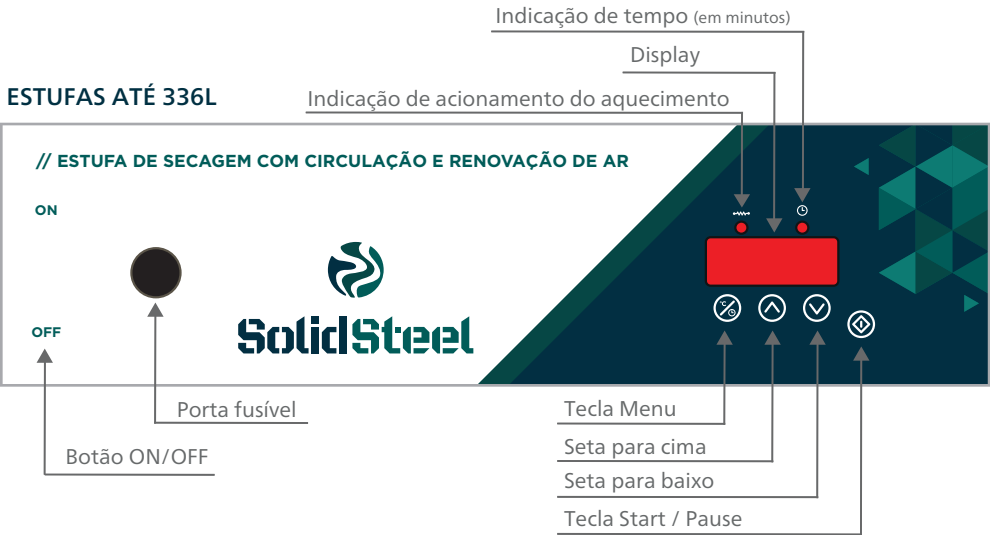 Indicação de tempo (em minutos)
Display
ESTUFAS ATÉ 336L
Indicação de acionamento do aquecimento
// ESTUFA DE SECAGEM COM CIRCULAÇÃO E RENOVAÇÃO DE AR
ON
OFF
SolidSteel
°C
Porta fusível
Botão ON/OFF
Tecla Menu
Seta para cima
Seta para baixo
Tecla Start / Pause